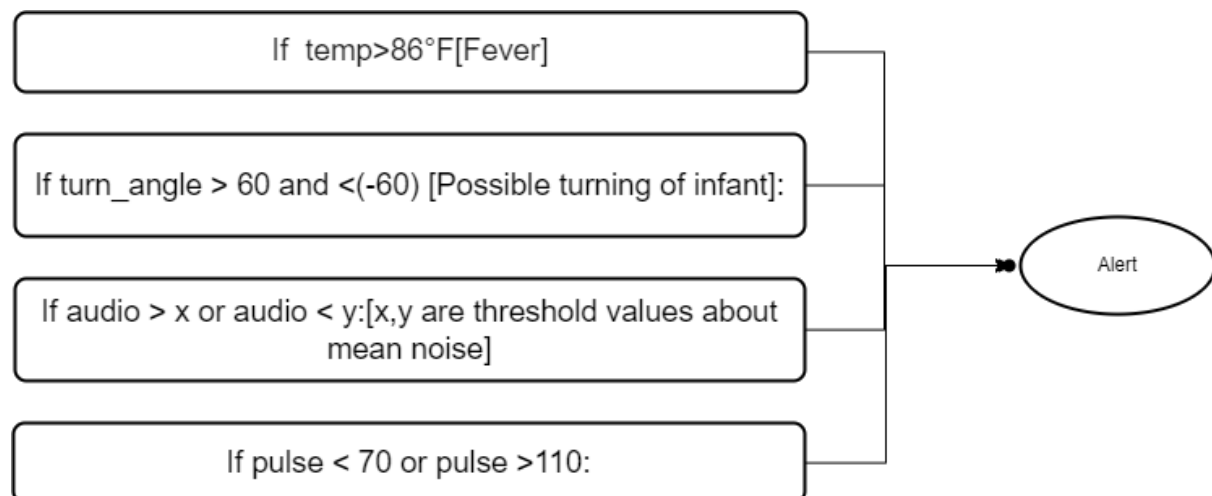 If temp>86°F[Fever]
If turn_angle > 60 and <(-60) [Possible turning of infant]:
If audio > x or audio < y:[x,y are threshold values about
mean noise]
If pulse < 70 or pulse >110:
Alert